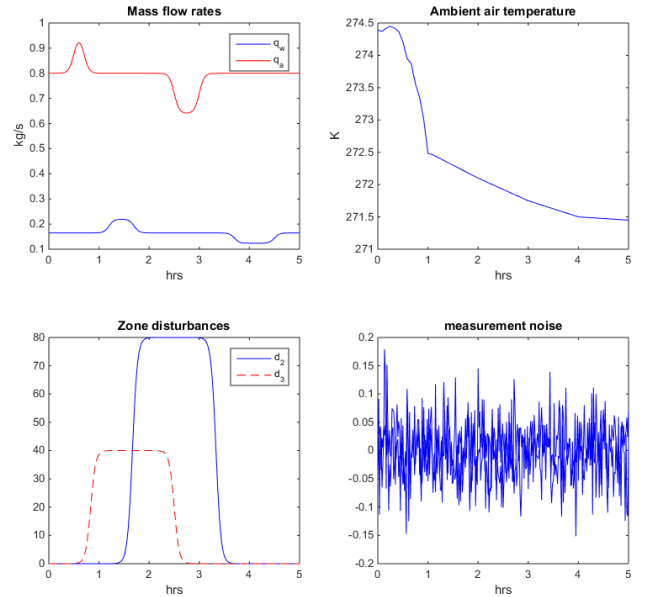 Mass flow rates
1
0.9
0.8
0.7
0.6
0.5
0.4
0.3
0.2
0.1
kg/s
q_w
q_a
0 1 2 3 4 5
hrs
Ambient air temperature
274.5
274
273.5
273
272.5
272
271.5
271
K
0 1 2 3 4 5
hrs
Zone disturbances
80
70
60
50
40
30
20
10
0
d_2
d_3
0 1 2 3 4 5
hrs
measurement noise
0.2
0.15
0.1
0.05
0
-0.05
-0.1
-0.15
-0.2
0 1 2 3 4 5
hrs